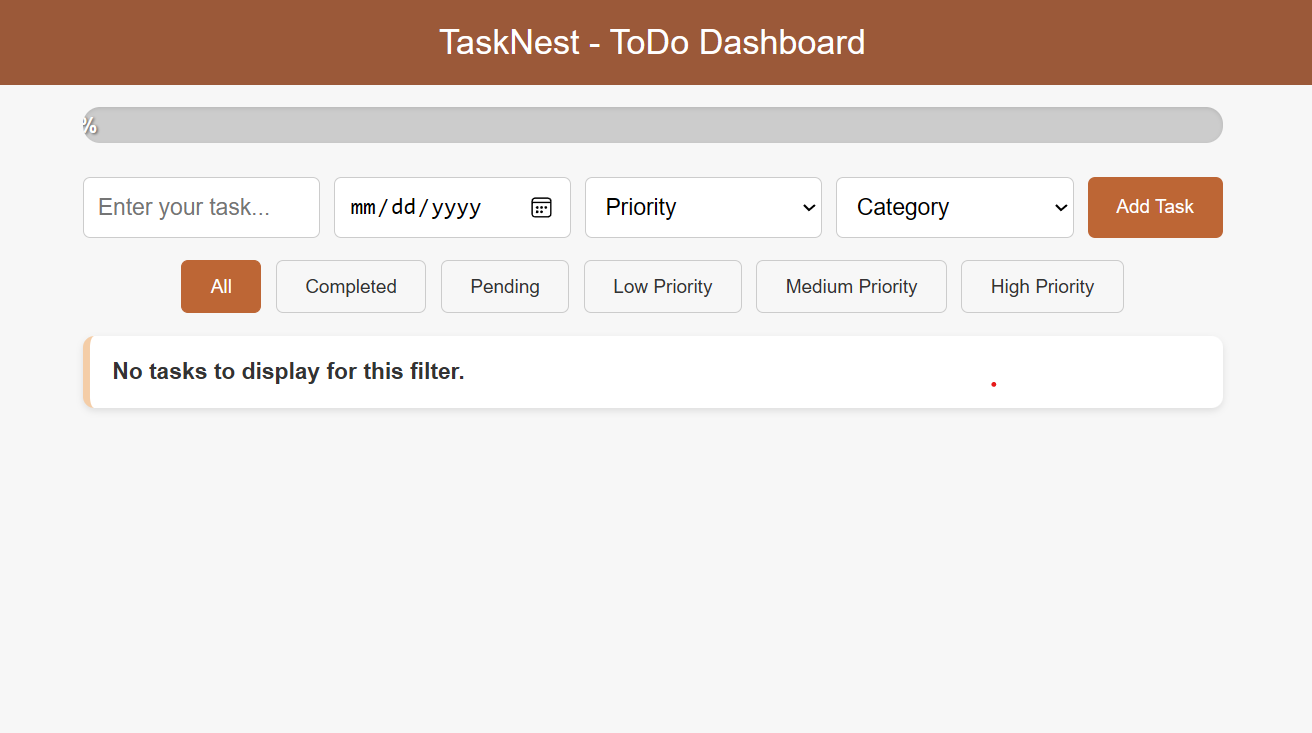 TaskNest - ToDo Dashboard
%
Enter your task... mm/dd/yyyy Priority Category Add Task
All Completed Pending Low Priority Medium Priority High Priority
No tasks to display for this filter.